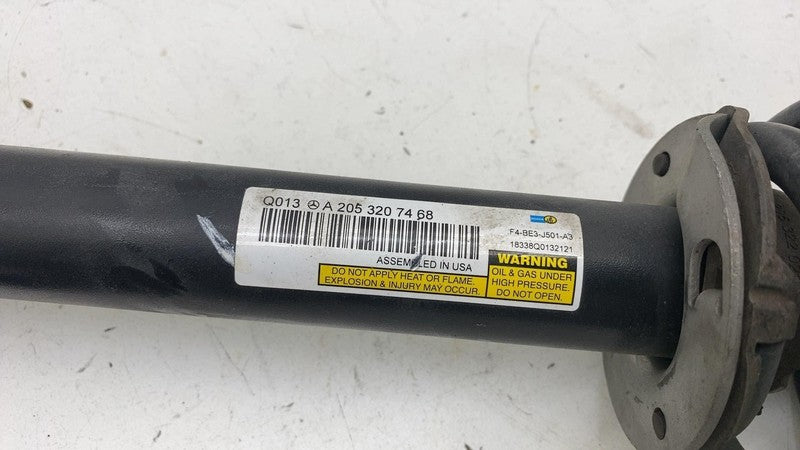 Q013 A 205 320 74 68
F4-BE3-J501-A3
18338Q0132121
ASSEMBLED IN USA
WARNING
OIL & GAS UNDER
HIGH PRESSURE.
DO NOT OPEN.
DO NOT APPLY HEAT OR FLAME.
EXPLOSION & INJURY MAY OCCUR.